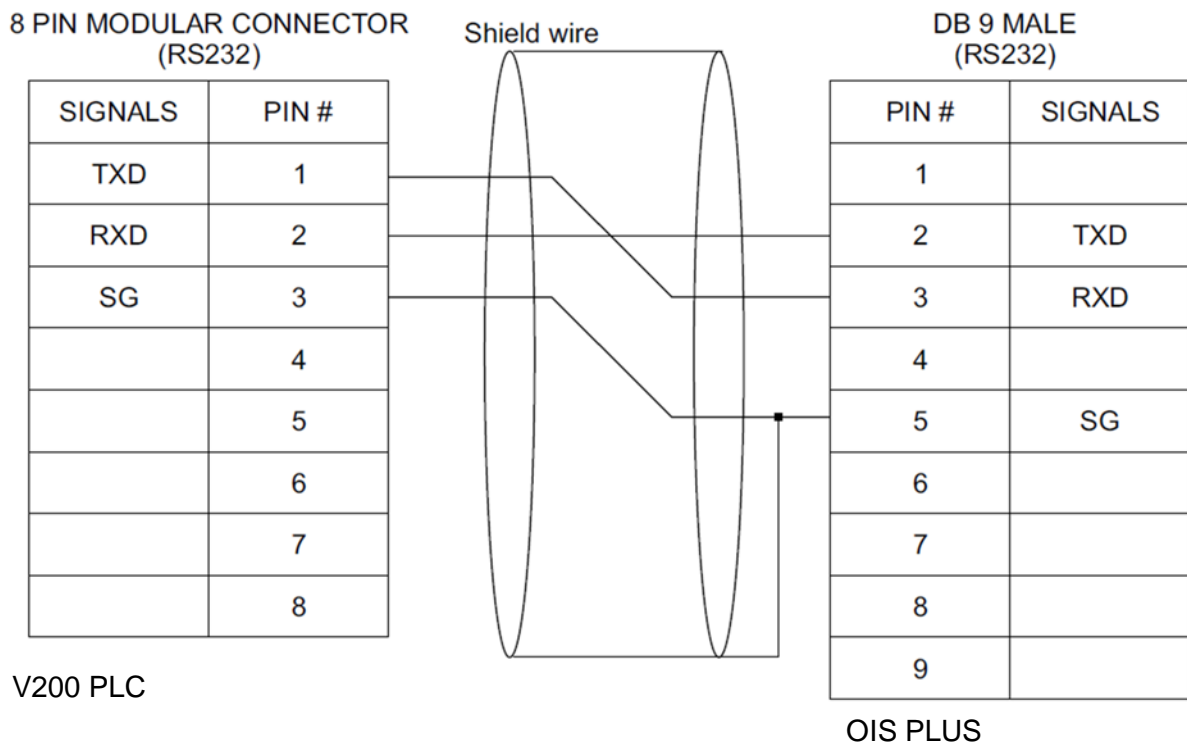 8 PIN MODULAR CONNECTOR
(RS232)
Shield wire
DB 9 MALE
(RS232)
SIGNALS PIN #
TXD 1
RXD 2
SG 3
4
5
6
7
8
V200 PLC
PIN # SIGNALS
1
2 TXD
3 RXD
4
5 SG
6
7
8
9
OIS PLUS